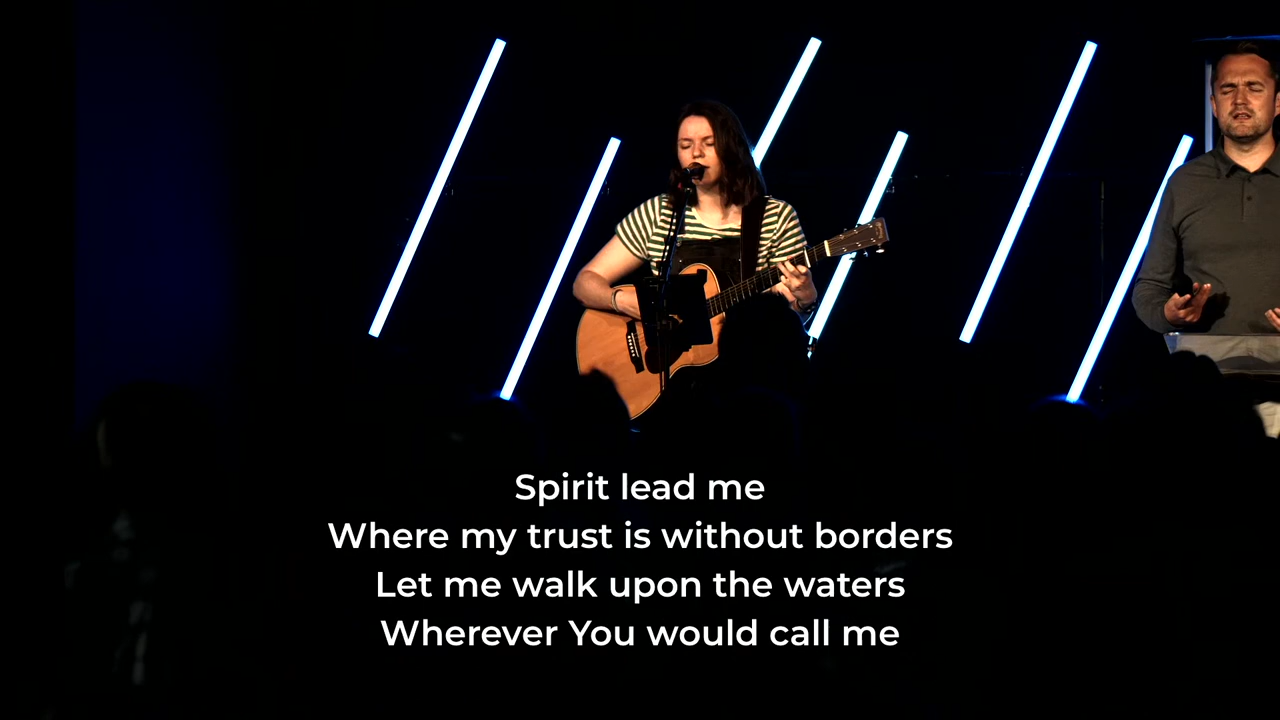 Spirit lead me
Where my trust is without borders
Let me walk upon the waters
Wherever You would call me